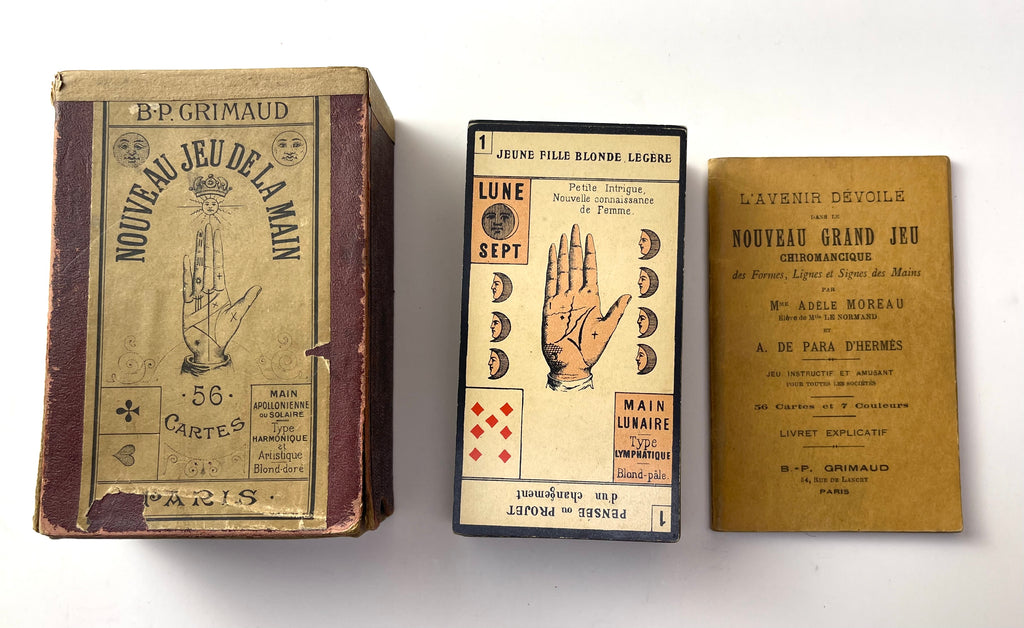 B·P. GRIMAUD
NOUVEAU JEU DE LA MAIN
·56·
CARTES
MAIN
APOLLONIENNE
OU SOLAIRE
Type
HARMONIQUE
et
Artistique
Blond-doré
PARIS
1
JEUNE FILLE BLONDE, LÉGÈRE
LUNE
SEPT
Petite Intrigue,
Nouvelle connaissance
de Femme.
MAIN
LUNAIRE
Type
LYMPHATIQUE
Blond-pâle.
PENSÉE OU PROJET
d'un changement
1
L'AVENIR DÉVOILÉ
DANS LE
NOUVEAU GRAND JEU
CHIROMANCIQUE
des Formes, Lignes et Signes des Mains
PAR
MME ADÈLE MOREAU
Élève de Mlle LE NORMAND
ET
A. DE PARA D'HERMÈS
JEU INSTRUCTIF ET AMUSANT
POUR TOUTES LES SOCIÉTÉS
56 Cartes et 7 Couleurs
LIVRET EXPLICATIF
B.-P. GRIMAUD
54, RUE DE LANCRY
PARIS